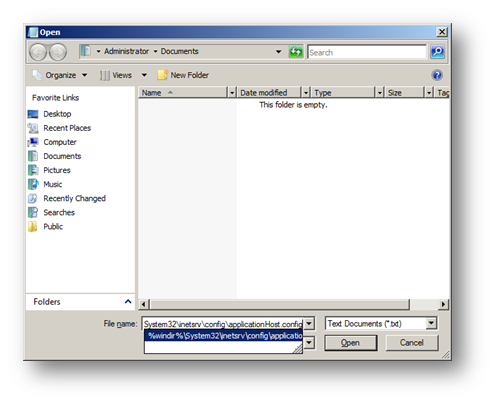 Open
Administrator Documents
Search
Organize Views New Folder
Favorite Links
Name Date modified Type Size Tag
This folder is empty.
Desktop
Recent Places
Computer
Documents
Pictures
Music
Recently Changed
Searches
Public
Folders
File name: System32\inetsrv\config\applicationHost.config Text Documents (*.txt)
%windir%\System32\inetsrv\config\applicatio
Open Cancel